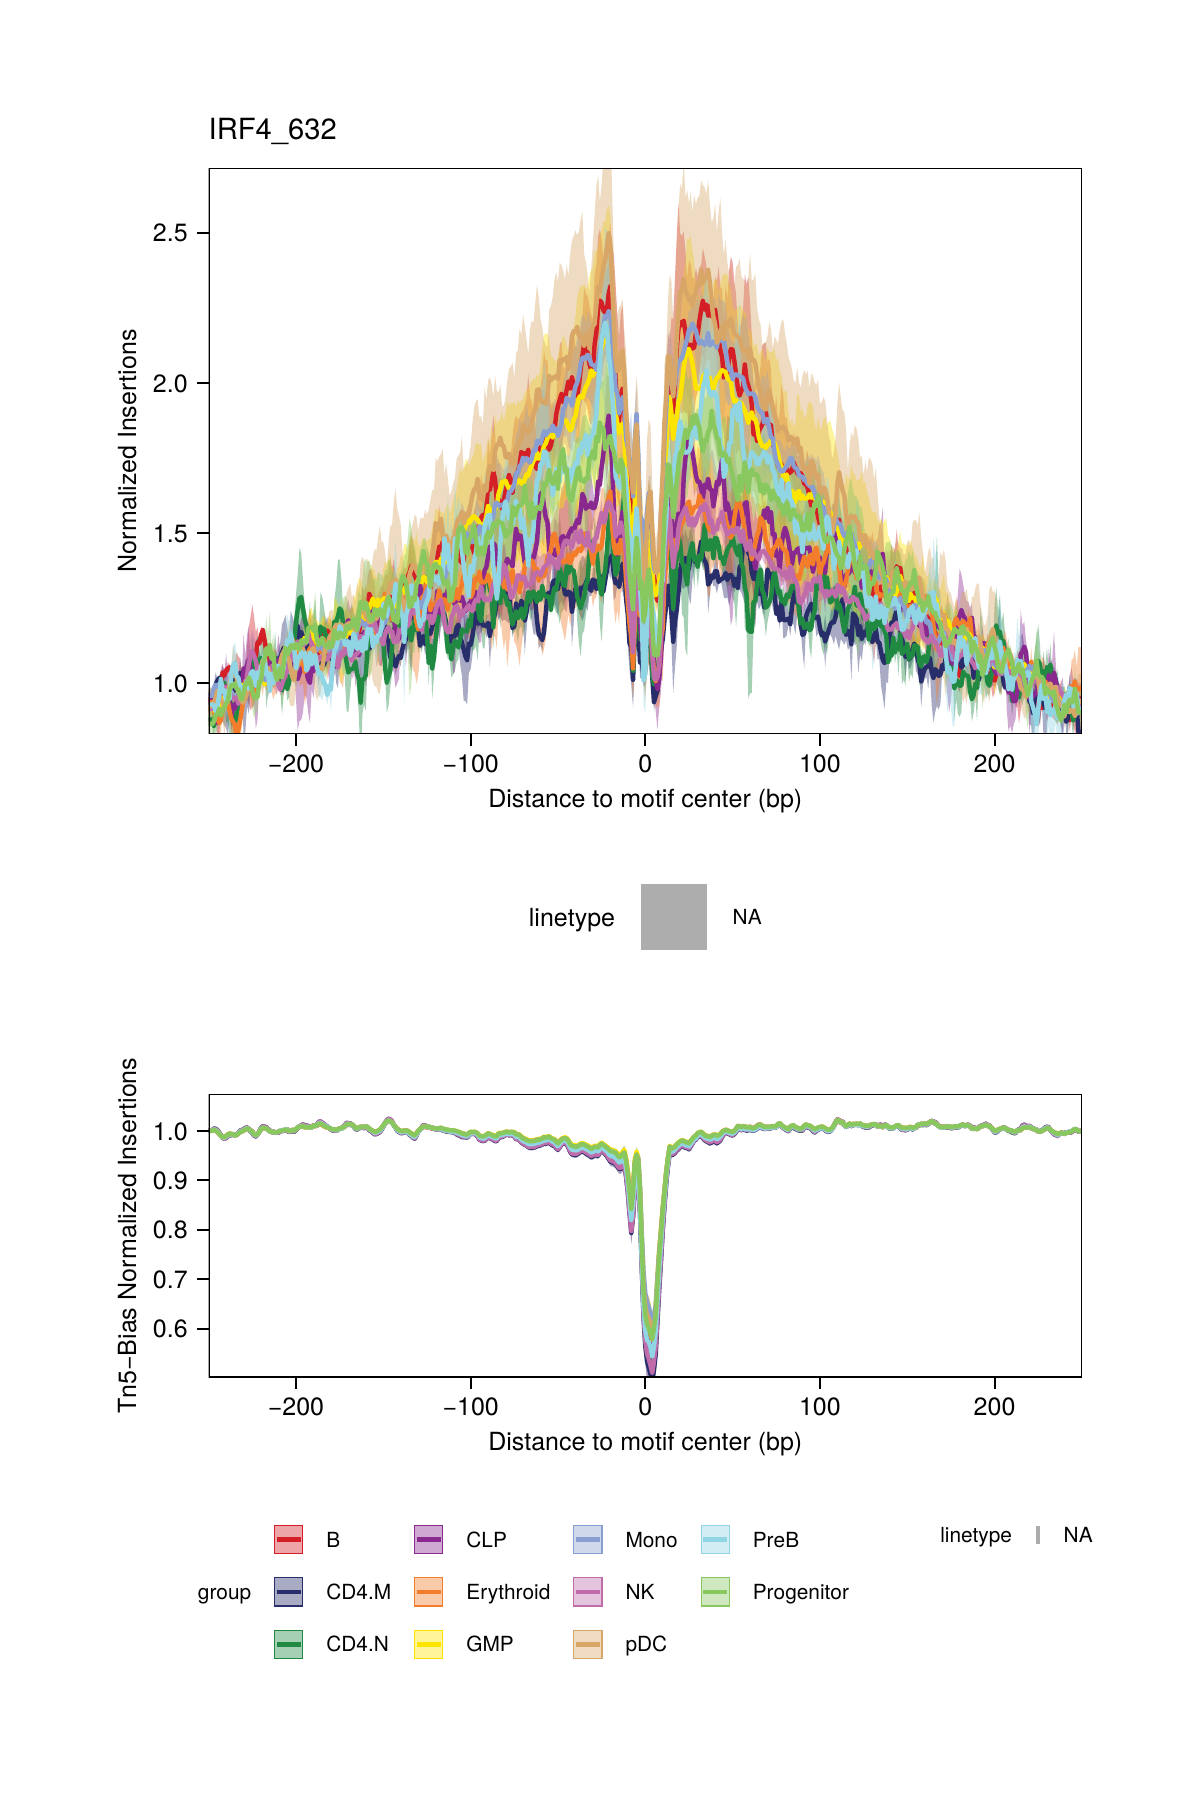 IRF4_632
Normalized Insertions
2.5
2.0
1.5
1.0
−200 −100 0 100 200
Distance to motif center (bp)
linetype NA
Tn5−Bias Normalized Insertions
1.0
0.9
0.8
0.7
0.6
−200 −100 0 100 200
Distance to motif center (bp)
B CLP Mono PreB linetype NA
group CD4.M Erythroid NK Progenitor
CD4.N GMP pDC